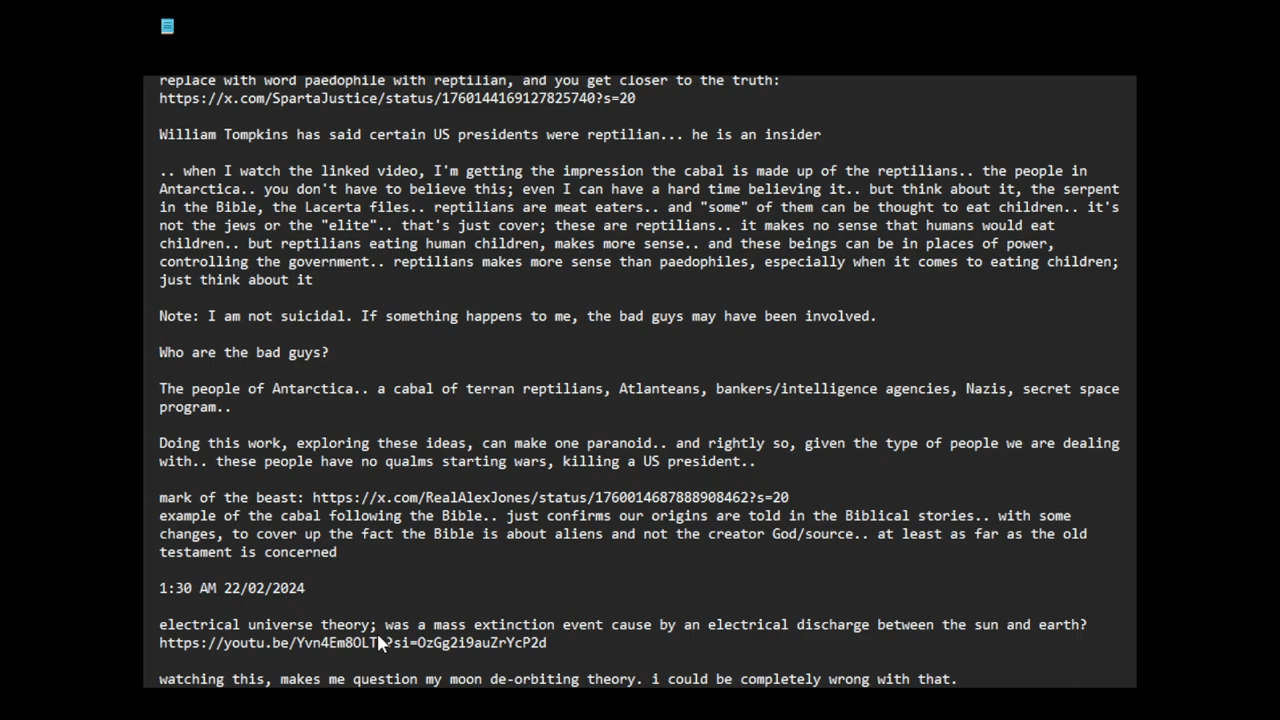 replace with word paedophile with reptilian, and you get closer to the truth:
https://x.com/SpartaJustice/status/1760144169127825740?s=20
William Tompkins has said certain US presidents were reptilian... he is an insider
.. when I watch the linked video, I'm getting the impression the cabal is made up of the reptilians.. the people in
Antarctica.. you don't have to believe this; even I can have a hard time believing it.. but think about it, the serpent
in the Bible, the Lacerta files.. reptilians are meat eaters.. and "some" of them can be thought to eat children.. it's
not the jews or the "elite".. that's just cover; these are reptilians.. it makes no sense that humans would eat
children.. but reptilians eating human children, makes more sense.. and these beings can be in places of power,
controlling the government.. reptilians makes more sense than paedophiles, especially when it comes to eating children;
just think about it
Note: I am not suicidal. If something happens to me, the bad guys may have been involved.
Who are the bad guys?
The people of Antarctica.. a cabal of terran reptilians, Atlanteans, bankers/intelligence agencies, Nazis, secret space
program..
Doing this work, exploring these ideas, can make one paranoid.. and rightly so, given the type of people we are dealing
with.. these people have no qualms starting wars, killing a US president..
mark of the beast: https://x.com/RealAlexJones/status/1760014687888908462?s=20
example of the cabal following the Bible.. just confirms our origins are told in the Biblical stories.. with some
changes, to cover up the fact the Bible is about aliens and not the creator God/source.. at least as far as the old
testament is concerned
1:30 AM 22/02/2024
electrical universe theory; was a mass extinction event cause by an electrical discharge between the sun and earth?
watching this, makes me question my moon de-orbiting theory. i could be completely wrong with that.